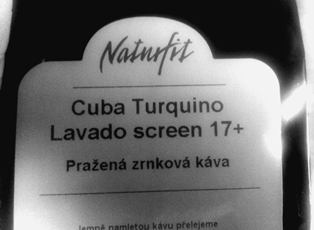 Naturfit
Cuba Turquino
Lavado screen 17+
Pražená zrnková káva
Jemně namletou kávu přelejeme